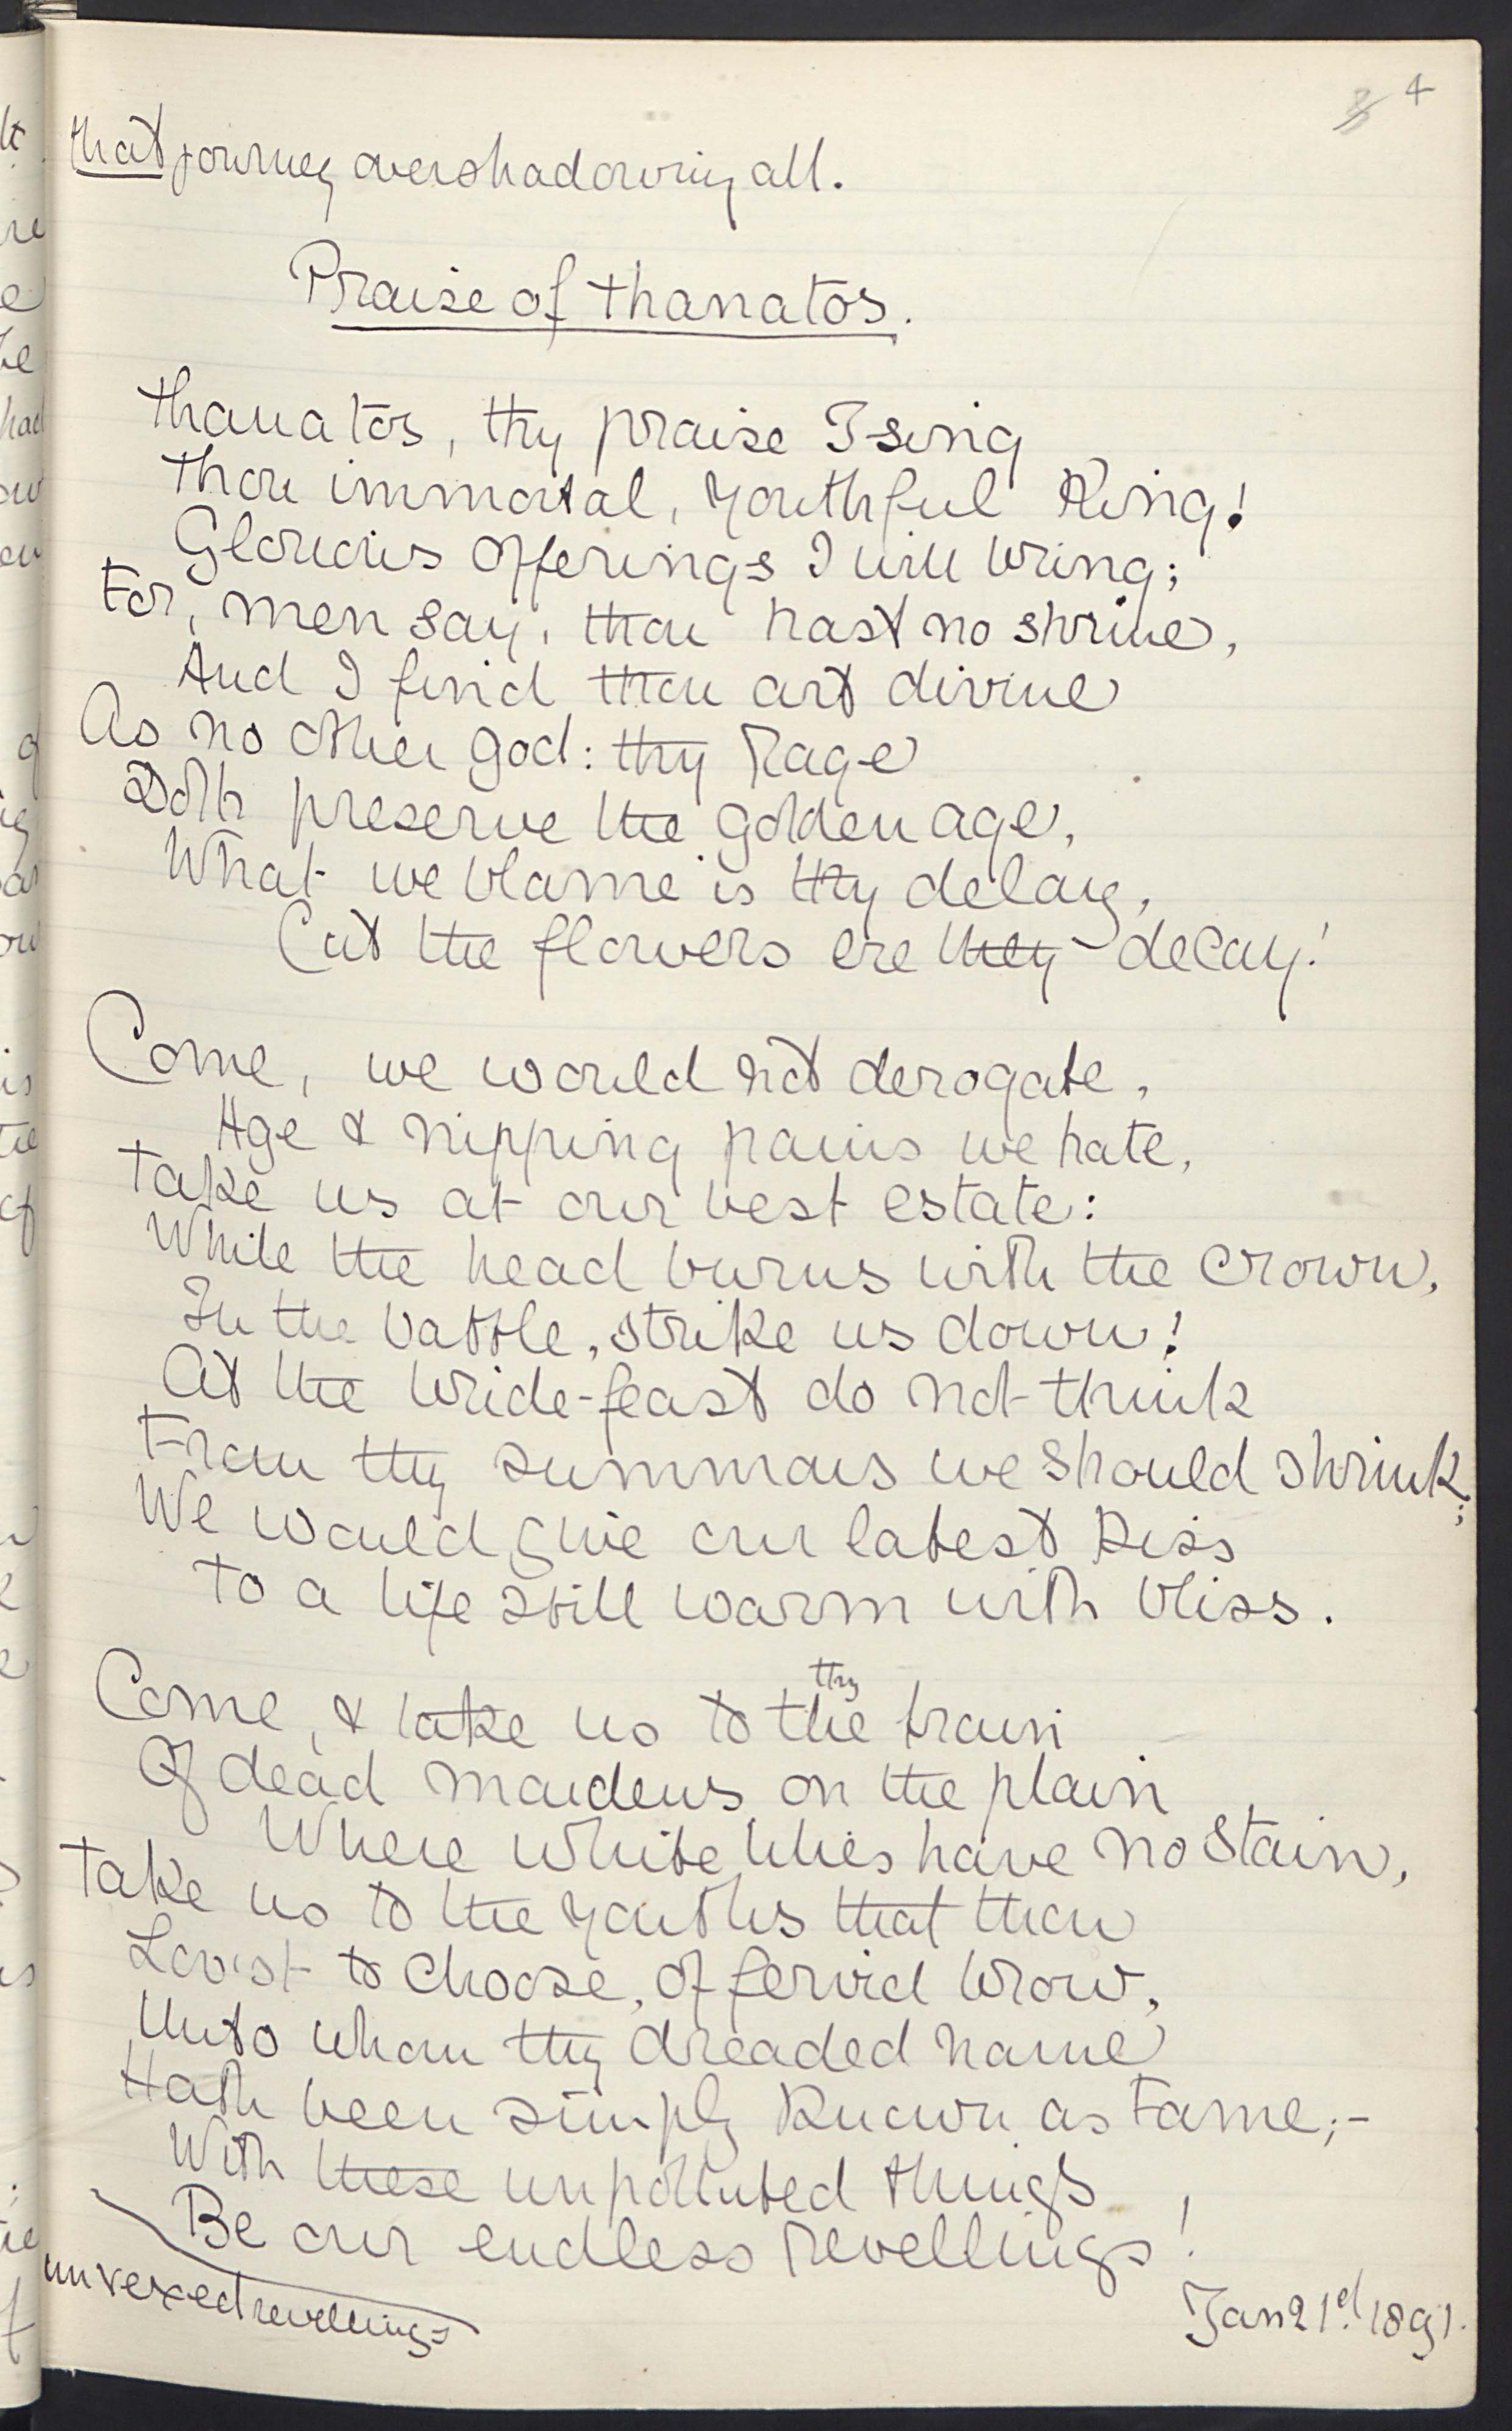 3 4
that journey overshadowing all.
Praise of Thanatos.
Thanatos, thy praise I sing
Thou immortal, youthful King!
Glorious offerings I will bring;
For, men say, thou hast no shrine,
And I find thou art divine
As no other god: thy rage
Doth preserve the golden age,
What we blame is thy delay,
Cut the flowers ere they decay!
Come, we would not derogate,
Age & nipping pains we hate,
Take us at our best estate:
While the head burns with the crown,
In the battle, strike us down!
At the bride-feast do not think
From thy summons we should shrink;
We would give our latest kiss
To a life still warm with bliss.
thy
Come, & take us to the train
Of dead maidens on the plain
Where white lilies have no stain,
Take us to the youths that thou
Lov'st to choose, of fervid brow,
Unto whom thy dreaded name
Hath been simply known as Fame;-
With these unpolluted things
Be our endless revellings!
unvexed revellings
Jan 21st 1891.